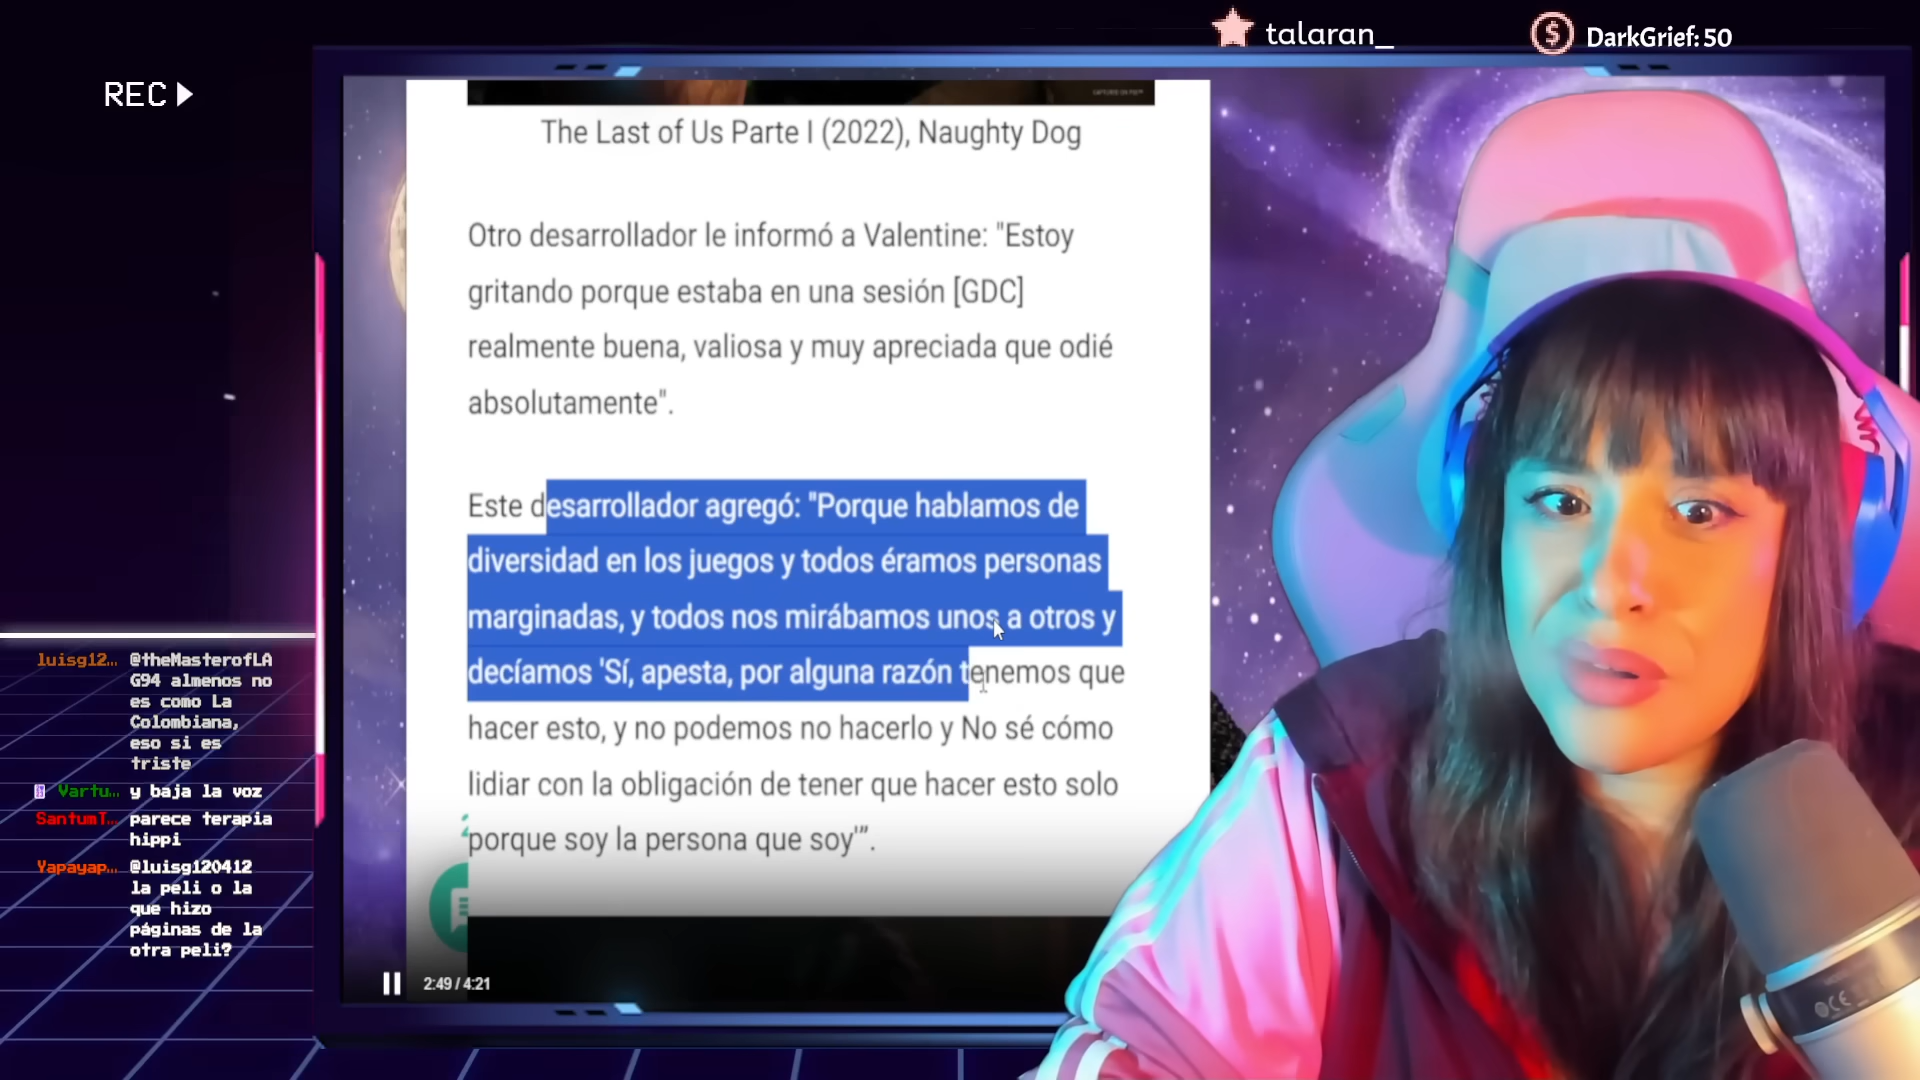 talaran_
DarkGrief: 50
REC
The Last of Us Parte I (2022), Naughty Dog
Otro desarrollador le informó a Valentine: "Estoy
gritando porque estaba en una sesión [GDC]
realmente buena, valiosa y muy apreciada que odié
absolutamente".
Este desarrollador agregó: "Porque hablamos de
diversidad en los juegos y todos éramos personas
marginadas, y todos nos mirábamos unos a otros y
decíamos 'Sí, apesta, por alguna razón tenemos que
hacer esto, y no podemos no hacerlo y No sé cómo
lidiar con la obligación de tener que hacer esto solo
porque soy la persona que soy'”.
2:49 / 4:21
luisg12… @theMasterofLA
G94 almenos no
es como La
Colombiana,
eso si es
triste
Vartu… y baja la voz
SantumT… parece terapia
hippi
Yapayap… @luisg120412
la peli o la
que hizo
páginas de la
otra peli?